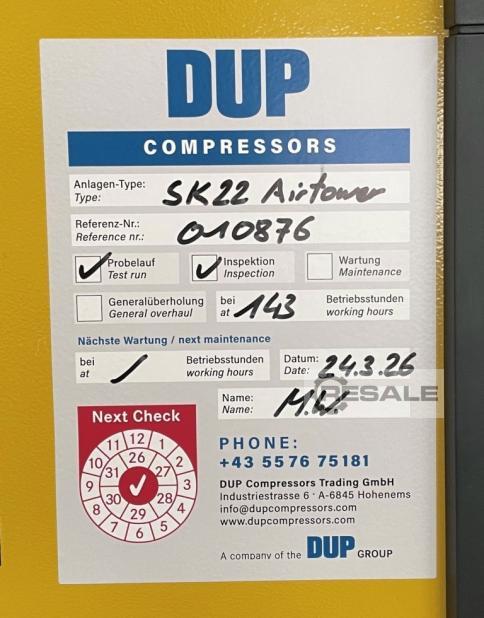 DUP
COMPRESSORS
Anlagen-Type: SK22 Airtower
Type:
Referenz-Nr.: 010876
Reference nr.:
✓ Probelauf ✓ Inspektion Wartung
Test run Inspection Maintenance
Generalüberholung bei 143 Betriebsstunden
General overhaul at working hours
Nächste Wartung / next maintenance
bei / Betriebsstunden Datum: 24.3.26
at working hours Date:
Name: M.W.
Name:
RESALE
Next Check
11 12 1
10 26 2
31 27
9 ✓ 3
30 28
8 29 4
7 6 5
PHONE:
+43 5576 75181
DUP Compressors Trading GmbH
Industriestrasse 6 · A-6845 Hohenems
info@dupcompressors.com
www.dupcompressors.com
A company of the DUP GROUP